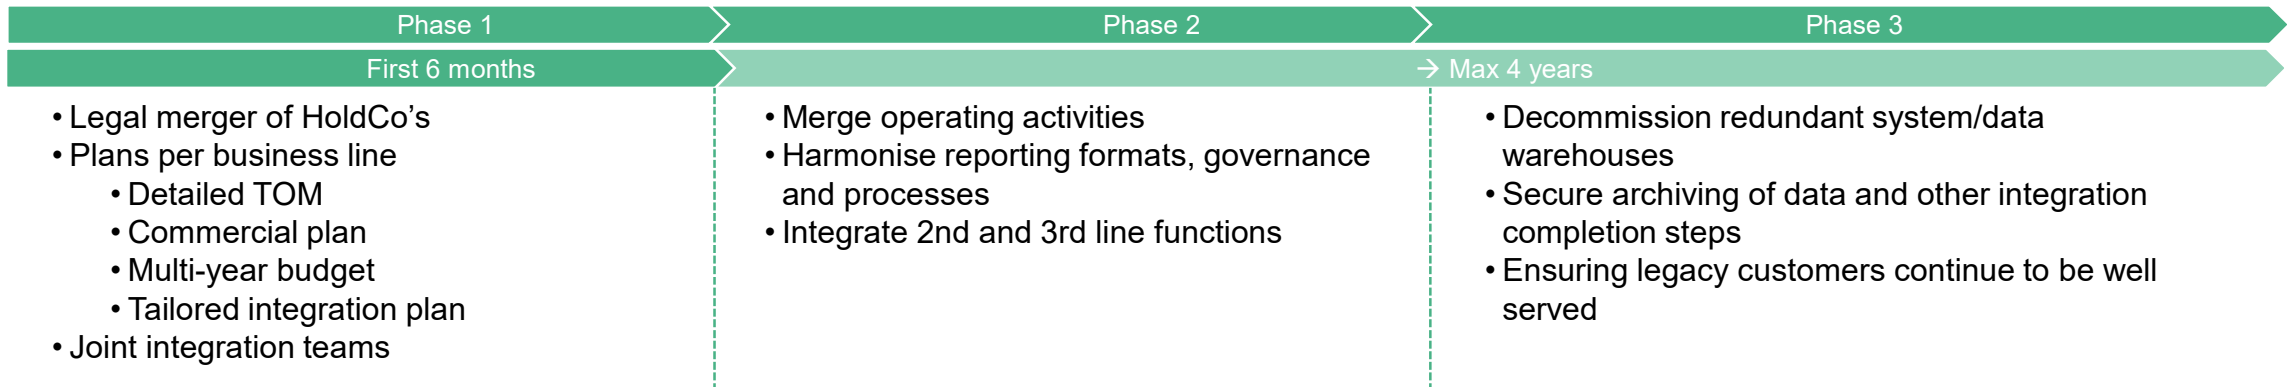 Phase 1
Phase 2
Phase 3
First 6 months
→ Max 4 years
• Legal merger of HoldCo’s
• Plans per business line
• Detailed TOM
• Commercial plan
• Multi-year budget
• Tailored integration plan
• Joint integration teams
• Merge operating activities
• Harmonise reporting formats, governance
and processes
• Integrate 2nd and 3rd line functions
• Decommission redundant system/data
warehouses
• Secure archiving of data and other integration
completion steps
• Ensuring legacy customers continue to be well
served